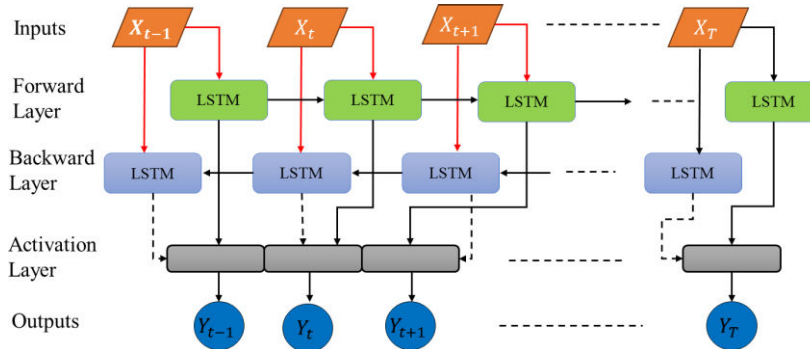 Inputs
X_{t-1} X_t X_{t+1} X_T
Forward
Layer
LSTM LSTM LSTM LSTM
Backward
Layer
LSTM LSTM LSTM LSTM
Activation
Layer
Outputs
Y_{t-1} Y_t Y_{t+1} Y_T